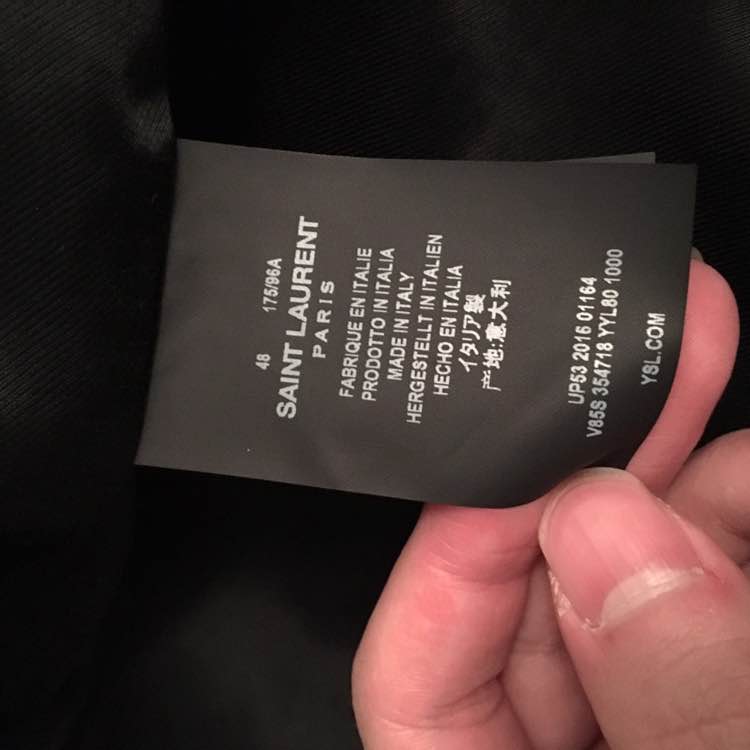 48 175/96A
SAINT LAURENT
PARIS
FABRIQUE EN ITALIE
PRODOTTO IN ITALIA
MADE IN ITALY
HERGESTELLT IN ITALIEN
HECHO EN ITALIA
イタリア製
产地:意大利
UP53 2016 01164
V85S 354718 YYL80 1000
YSL.COM